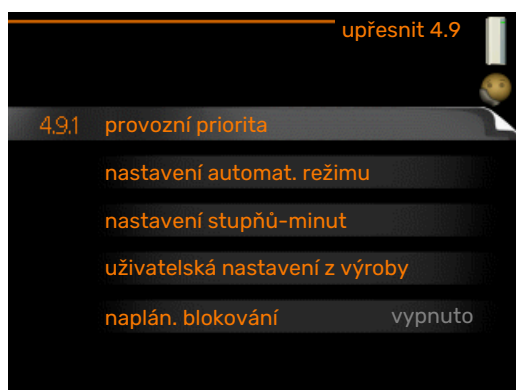 upřesnit 4.9
4.9.1 provozní priorita
nastavení automat. režimu
nastavení stupňů-minut
uživatelská nastavení z výroby
naplán. blokování vypnuto